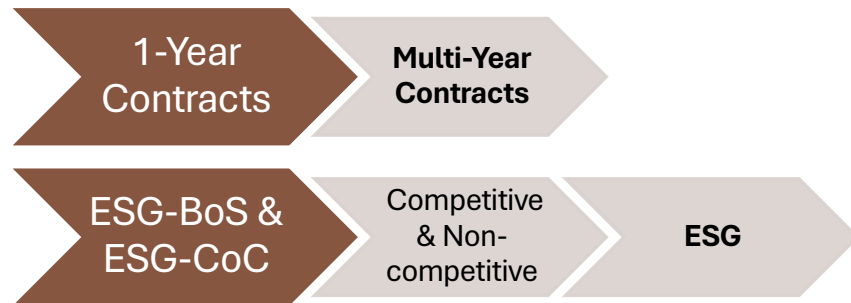 1-Year
Contracts
Multi-Year
Contracts
ESG-BoS &
ESG-CoC
Competitive
& Non-
competitive
ESG